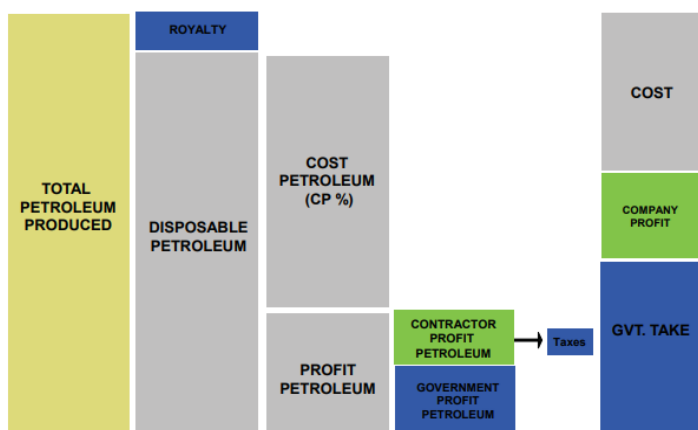 TOTAL
PETROLEUM
PRODUCED
ROYALTY
DISPOSABLE
PETROLEUM
COST
PETROLEUM
(CP %)
PROFIT
PETROLEUM
CONTRACTOR
PROFIT
PETROLEUM
GOVERNMENT
PROFIT
PETROLEUM
Taxes
COST
COMPANY
PROFIT
GVT. TAKE